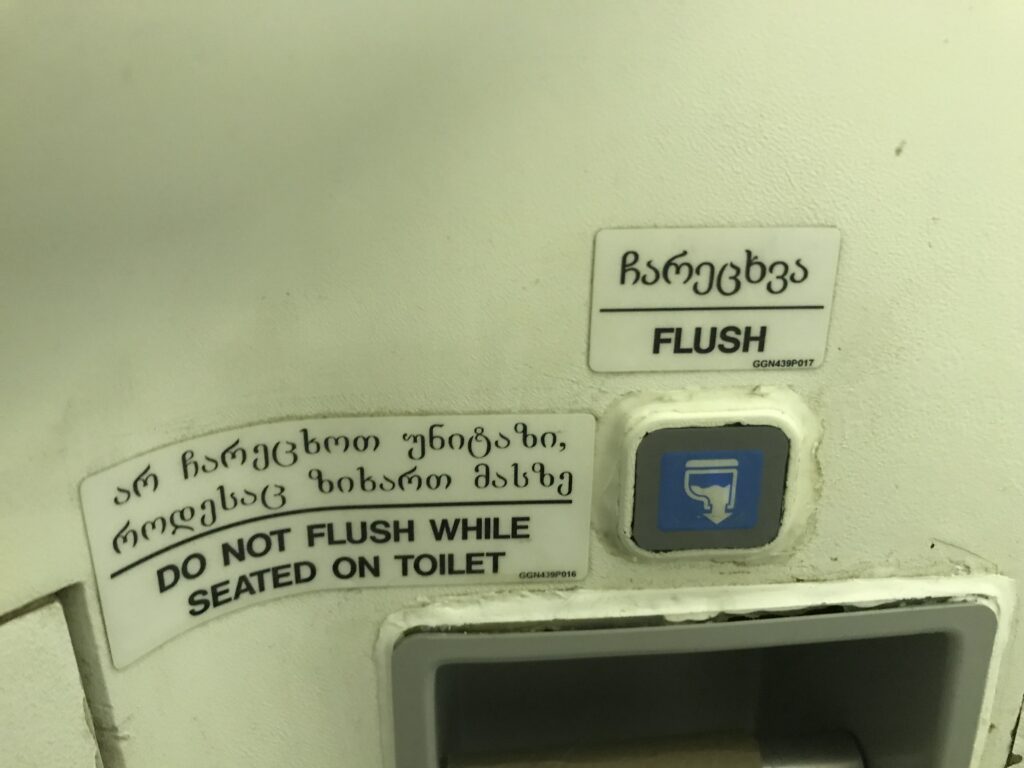 ჩარეცხვა
FLUSH
GGN439P017
არ ჩარეცხოთ უნიტაზი,
როდესაც ზიხართ მასზე
DO NOT FLUSH WHILE
SEATED ON TOILET
GGN439P016